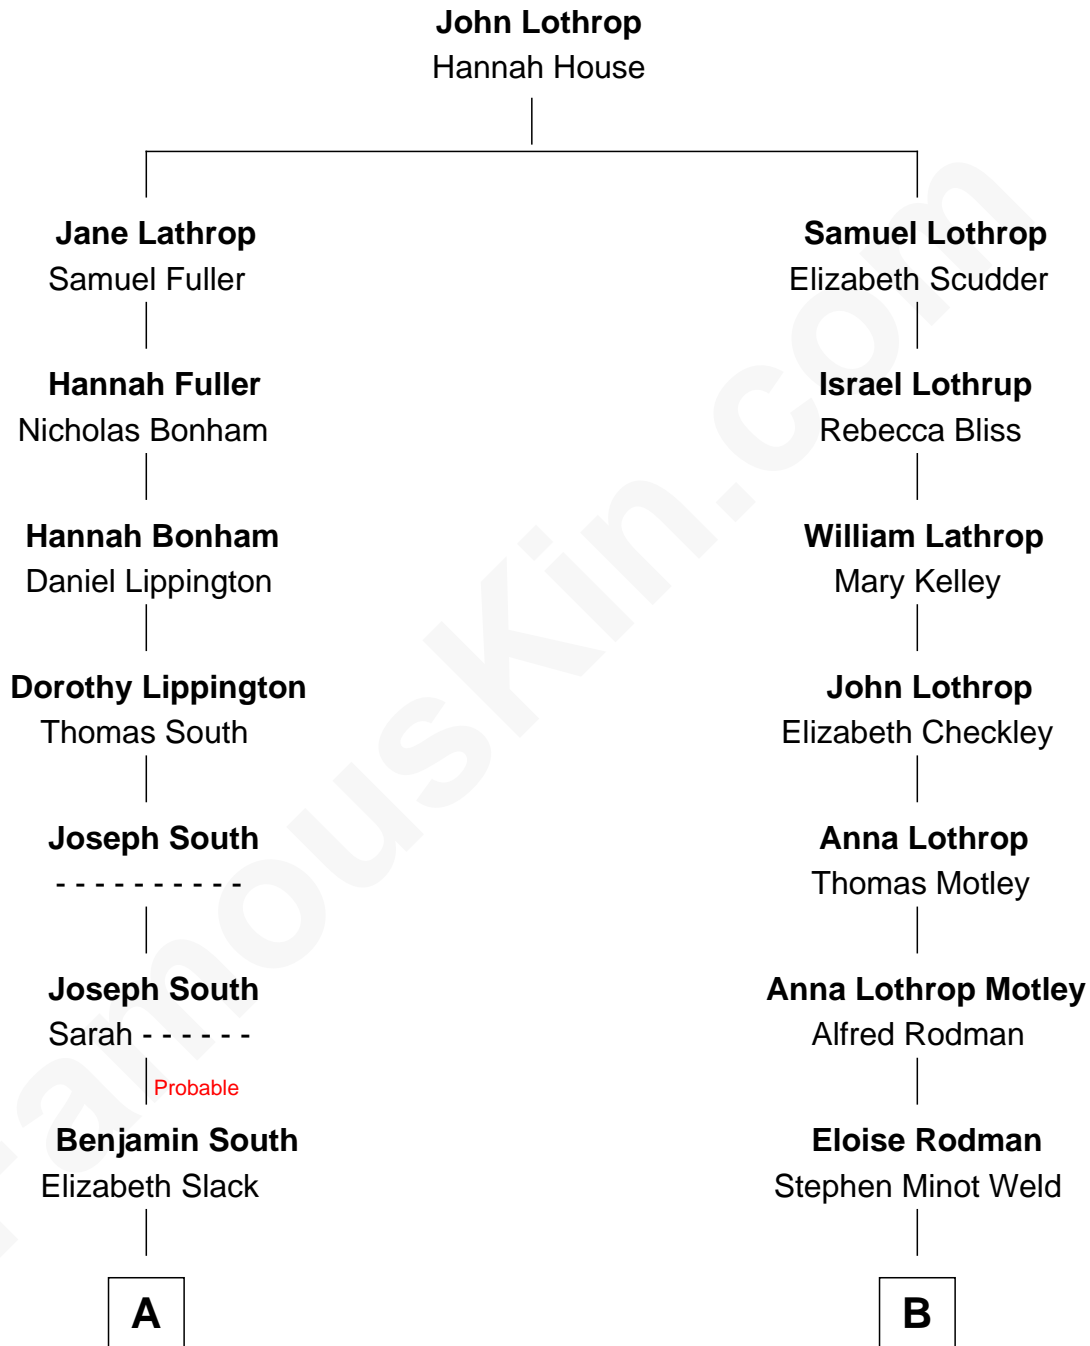 John Lothrop
Hannah House
Jane Lathrop
Samuel Fuller
Hannah Fuller
Nicholas Bonham
Hannah Bonham
Daniel Lippington
Dorothy Lippington
Thomas South
Joseph South
- - - - - - - - - -
Joseph South
Sarah - - - - - -
Probable
Benjamin South
Elizabeth Slack
A
Samuel Lothrop
Elizabeth Scudder
Israel Lothrup
Rebecca Bliss
William Lathrop
Mary Kelley
John Lothrop
Elizabeth Checkley
Anna Lothrop
Thomas Motley
Anna Lothrop Motley
Alfred Rodman
Eloise Rodman
Stephen Minot Weld
B
FamousKin.com